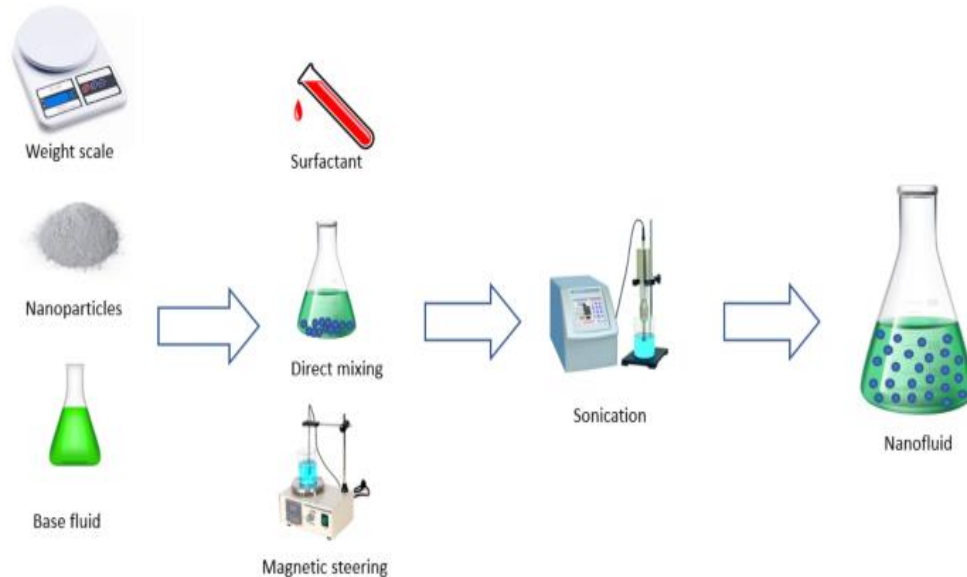 Weight scale
Nanoparticles
Base fluid
Surfactant
Direct mixing
Magnetic steering
Sonication
Nanofluid